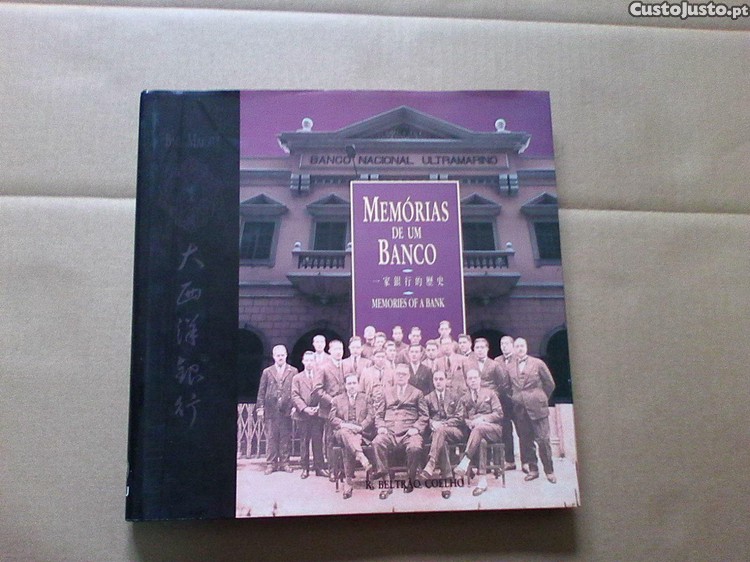 CustoJusto.pt
BANCO NACIONAL ULTRAMARINO
MEMÓRIAS
DE UM
BANCO
一家銀行的歷史
MEMORIES OF A BANK
大西洋銀行
R. BELTRÃO COELHO